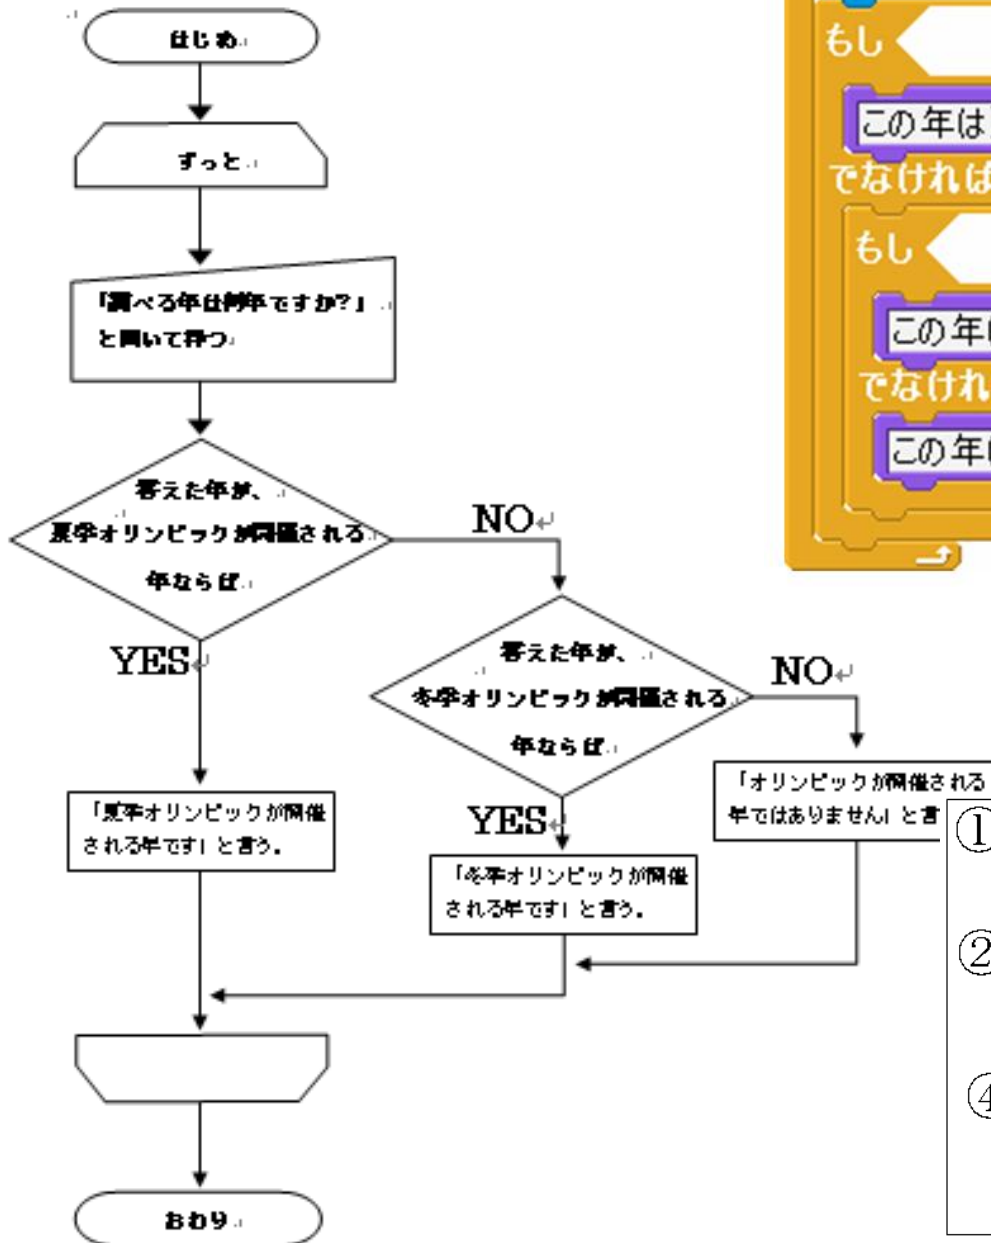 はじめ
ずっと
「調べる年は何年ですか?」
と聞いて待つ
答えた年が、
夏季オリンピックが開催される
年ならば
NO
YES
答えた年が、
冬季オリンピックが開催される
年ならば
NO
YES
「オリンピックが開催される
年ではありません」と言
「夏季オリンピックが開催
される年です」と言う。
「冬季オリンピックが開催
される年です」と言う。
おわり
もし
この年は
でなければ
もし
この年は
でなけれ
この年は
①
②
④